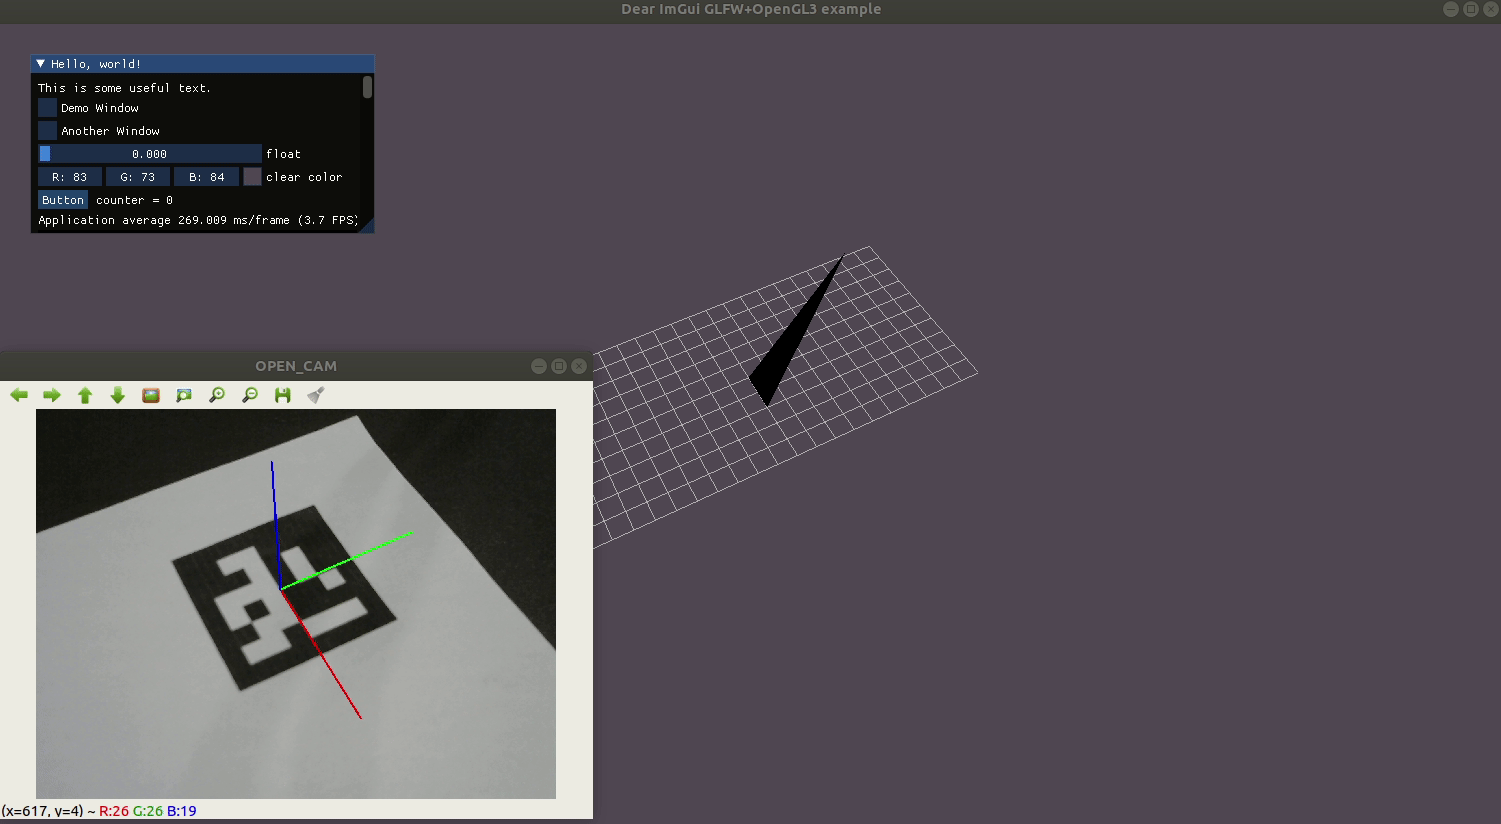 Dear ImGui GLFW+OpenGL3 example
Hello, world!
This is some useful text.
Demo Window
Another Window
0.000 float
R: 83 G: 73 B: 84 clear color
Button counter = 0
Application average 269.009 ms/frame (3.7 FPS)
OPEN_CAM
(x=617, y=4) ~ R:26 G:26 B:19